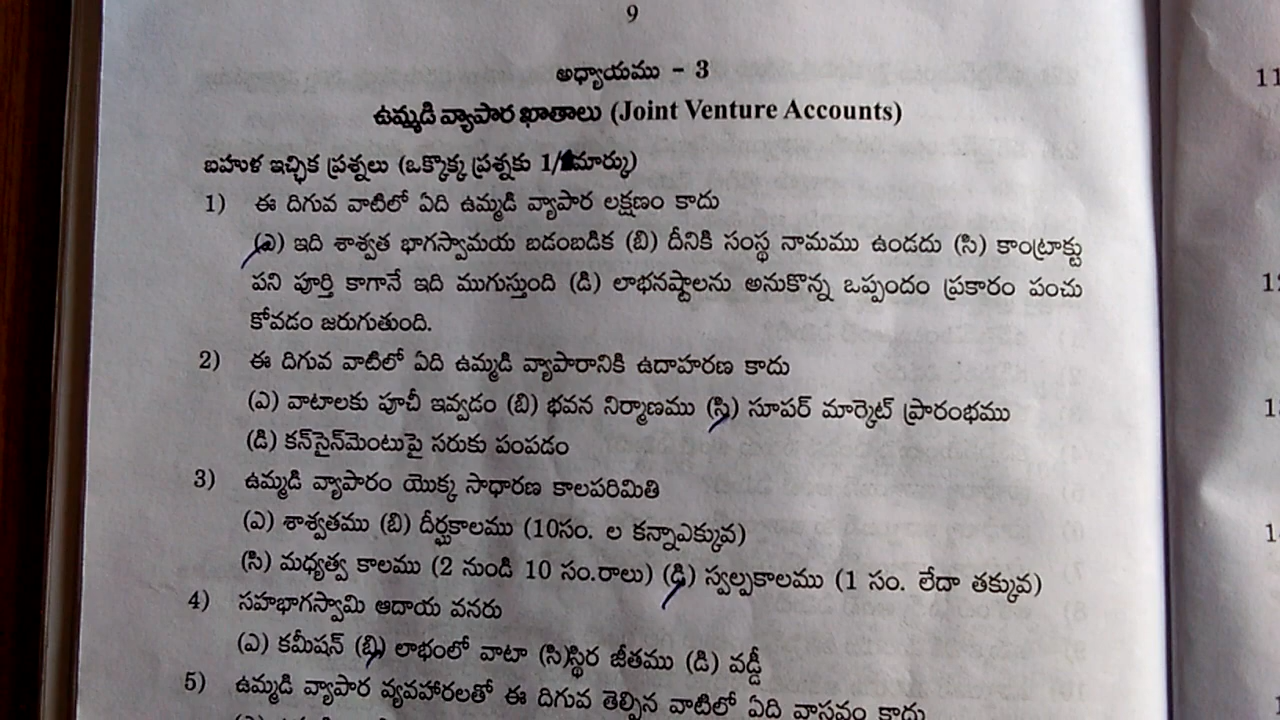 9
అధ్యాయము - 3
ఉమ్మడి వ్యాపార ఖాతాలు (Joint Venture Accounts)
బహుళ ఇచ్ఛిక ప్రశ్నలు (ఒక్కొక్క ప్రశ్నకు 1/ మార్కు)
1) ఈ దిగువ వాటిలో ఏది ఉమ్మడి వ్యాపార లక్షణం కాదు
(ఎ) ఇది శాశ్వత భాగస్వామయ బడంబడిక (బి) దీనికి సంస్థ నామము ఉండదు (సి) కాంట్రాక్టు
పని పూర్తి కాగానే ఇది ముగుస్తుంది (డి) లాభనష్టాలను అనుకొన్న ఒప్పందం ప్రకారం పంచు
కోవడం జరుగుతుంది.
2) ఈ దిగువ వాటిలో ఏది ఉమ్మడి వ్యాపారానికి ఉదాహరణ కాదు
(ఎ) వాటాలకు పూచీ ఇవ్వడం (బి) భవన నిర్మాణము (సి) సూపర్ మార్కెట్ ప్రారంభము
(డి) కన్‌సైన్‌మెంటుపై సరుకు పంపడం
3) ఉమ్మడి వ్యాపారం యొక్క సాధారణ కాలపరిమితి
(ఎ) శాశ్వతము (బి) దీర్ఘకాలము (10సం. ల కన్నాఎక్కువ)
(సి) మధ్యత్వ కాలము (2 నుండి 10 సం.రాలు) (డి) స్వల్పకాలము (1 సం. లేదా తక్కువ)
4) సహభాగస్వామి ఆదాయ వనరు
(ఎ) కమీషన్ (బి) లాభంలో వాటా (సి)స్థిర జీతము (డి) వడ్డీ
5) ఉమ్మడి వ్యాపార వ్యవహారలతో ఈ దిగువ తెల్పిన వాటిలో ఏది వాస్తవం కాదు
11